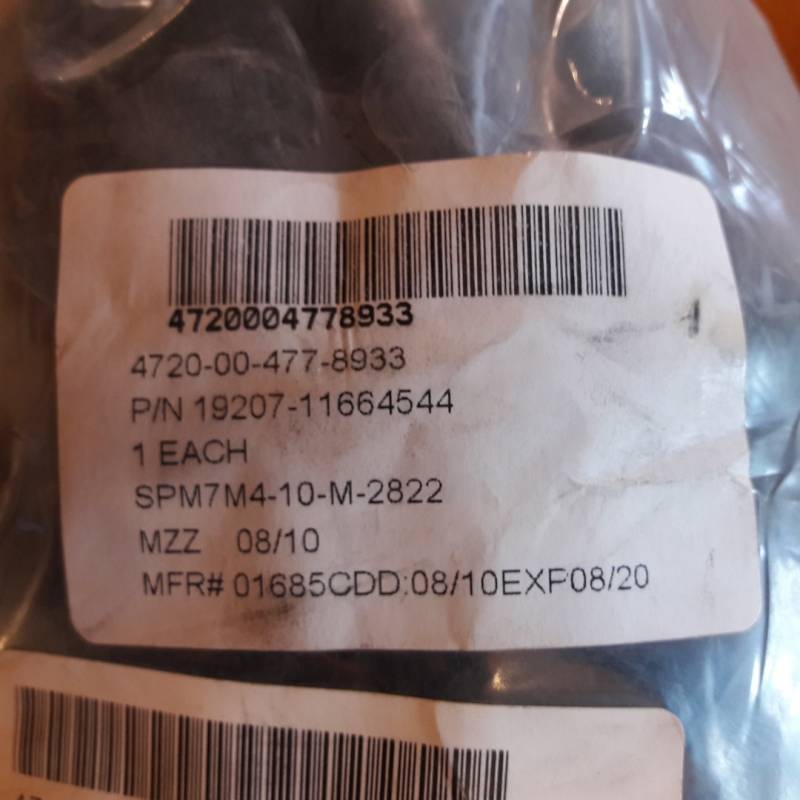 4720004778933
4720-00-477-8933
P/N 19207-11664544
1 EACH
SPM7M4-10-M-2822
MZZ 08/10
MFR# 01685CDD:08/10EXP08/20